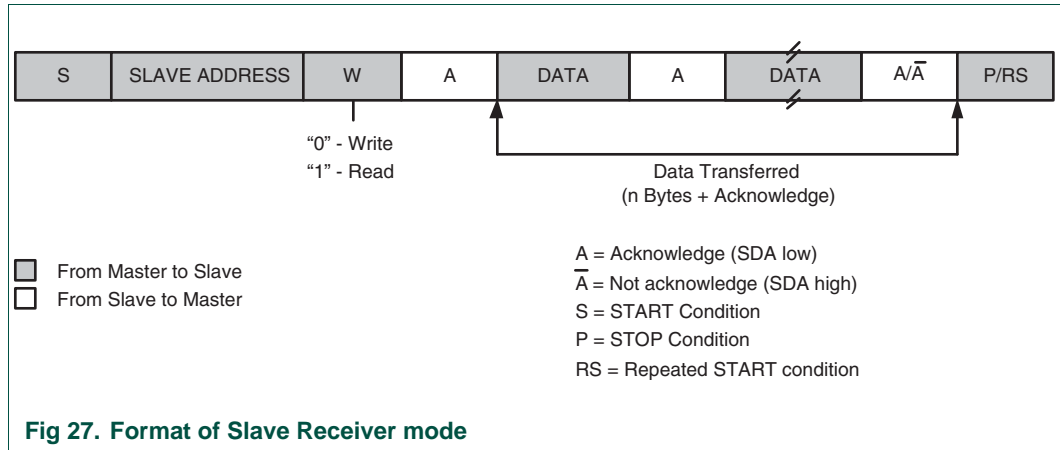 S SLAVE ADDRESS W A DATA A DATA A/A̅ P/RS
“0” - Write
“1” - Read
Data Transferred
(n Bytes + Acknowledge)
From Master to Slave
From Slave to Master
A = Acknowledge (SDA low)
A̅ = Not acknowledge (SDA high)
S = START Condition
P = STOP Condition
RS = Repeated START condition
Fig 27. Format of Slave Receiver mode